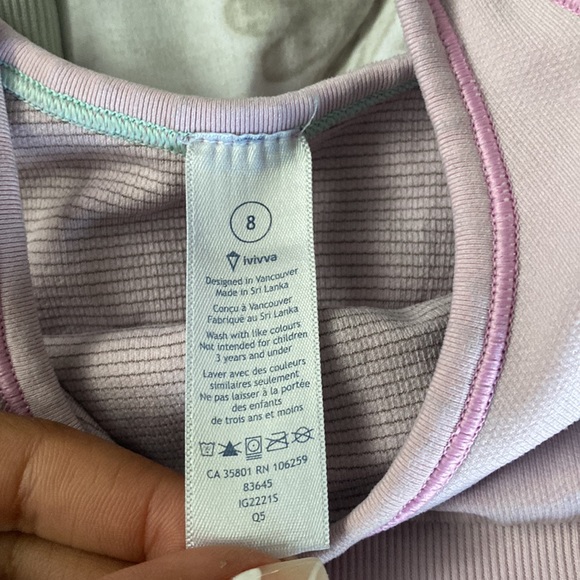 8
ivivva
Designed in Vancouver
Made in Sri Lanka
Conçu à Vancouver
Fabriqué au Sri Lanka
Wash with like colours
Not intended for children
3 years and under
Laver avec des couleurs
similaires seulement
Ne pas laisser à la portée
des enfants
de trois ans et moins
CA 35801 RN 106259
83645
IG2221S
Q5